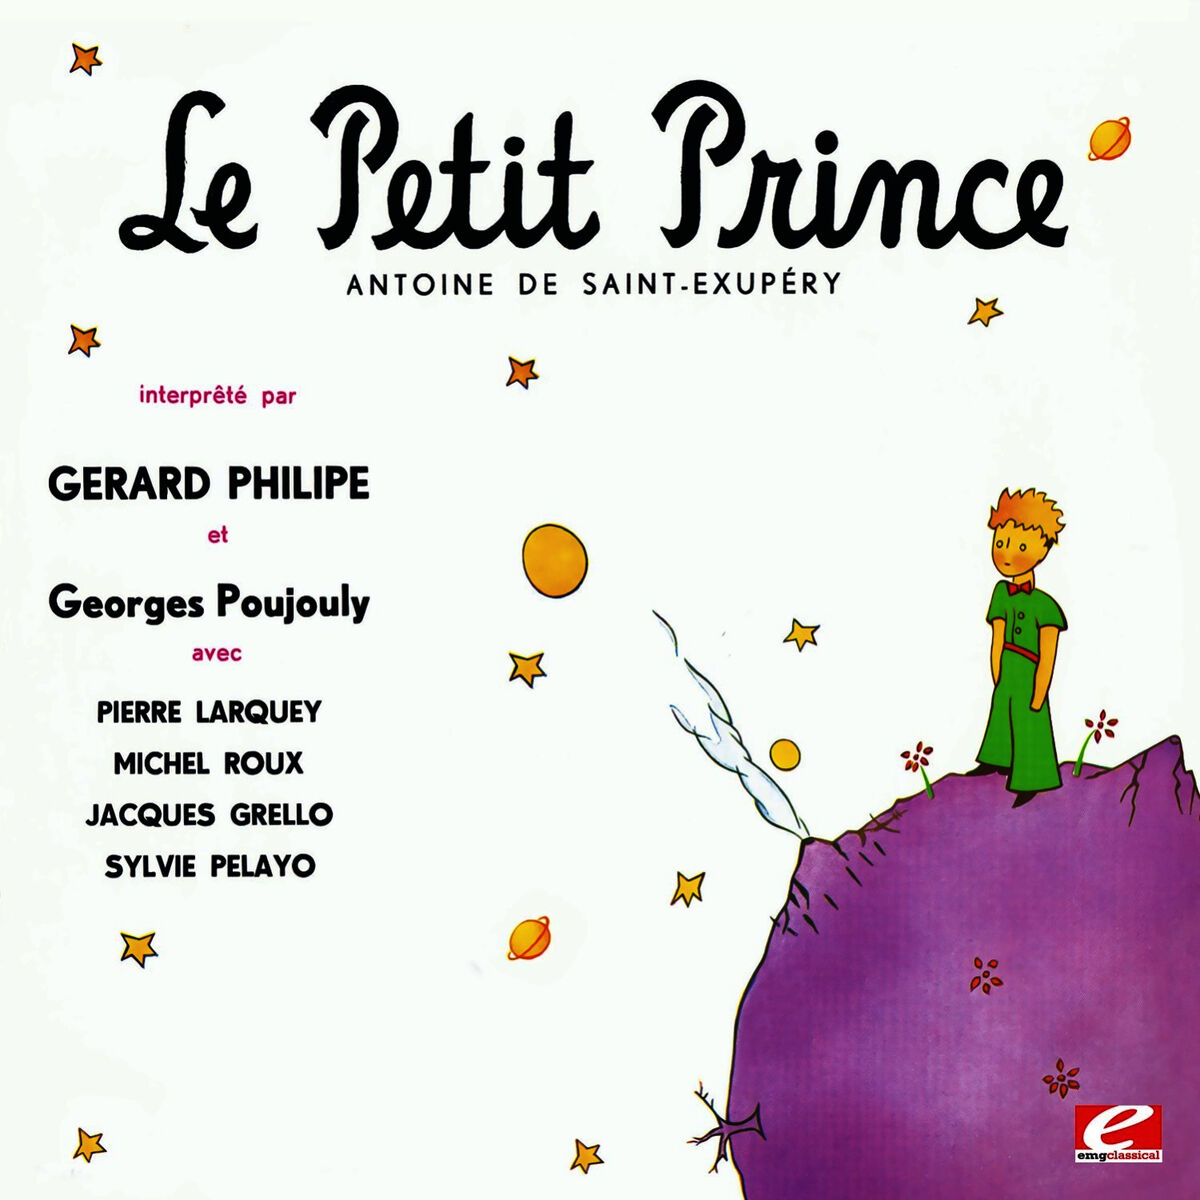 Le Petit Prince
ANTOINE DE SAINT-EXUPÉRY
interprêté par
GERARD PHILIPE
et
Georges Poujouly
avec
PIERRE LARQUEY
MICHEL ROUX
JACQUES GRELLO
SYLVIE PELAYO
e
emgclassical